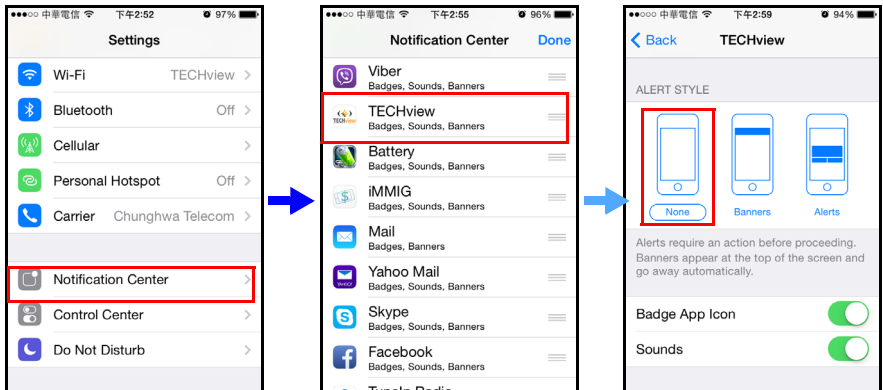 中華電信 下午2:52 97%
Settings
Wi-Fi TECHview
Bluetooth Off
Cellular
Personal Hotspot Off
Carrier Chunghwa Telecom
Notification Center
Control Center
Do Not Disturb
中華電信 下午2:55 96%
Notification Center Done
Viber
Badges, Sounds, Banners
TECHview
TECHview
Badges, Sounds, Banners
Battery
Badges, Sounds, Banners
iMMIG
Badges, Sounds, Banners
Mail
Badges, Banners
YAHOO!
Yahoo Mail
Badges, Sounds, Banners
Skype
Badges, Sounds, Banners
Facebook
Badges, Sounds, Banners
TuneIn Radio
中華電信 下午2:59 94%
Back TECHview
ALERT STYLE
None Banners Alerts
Alerts require an action before proceeding.
Banners appear at the top of the screen and
go away automatically.
Badge App Icon
Sounds